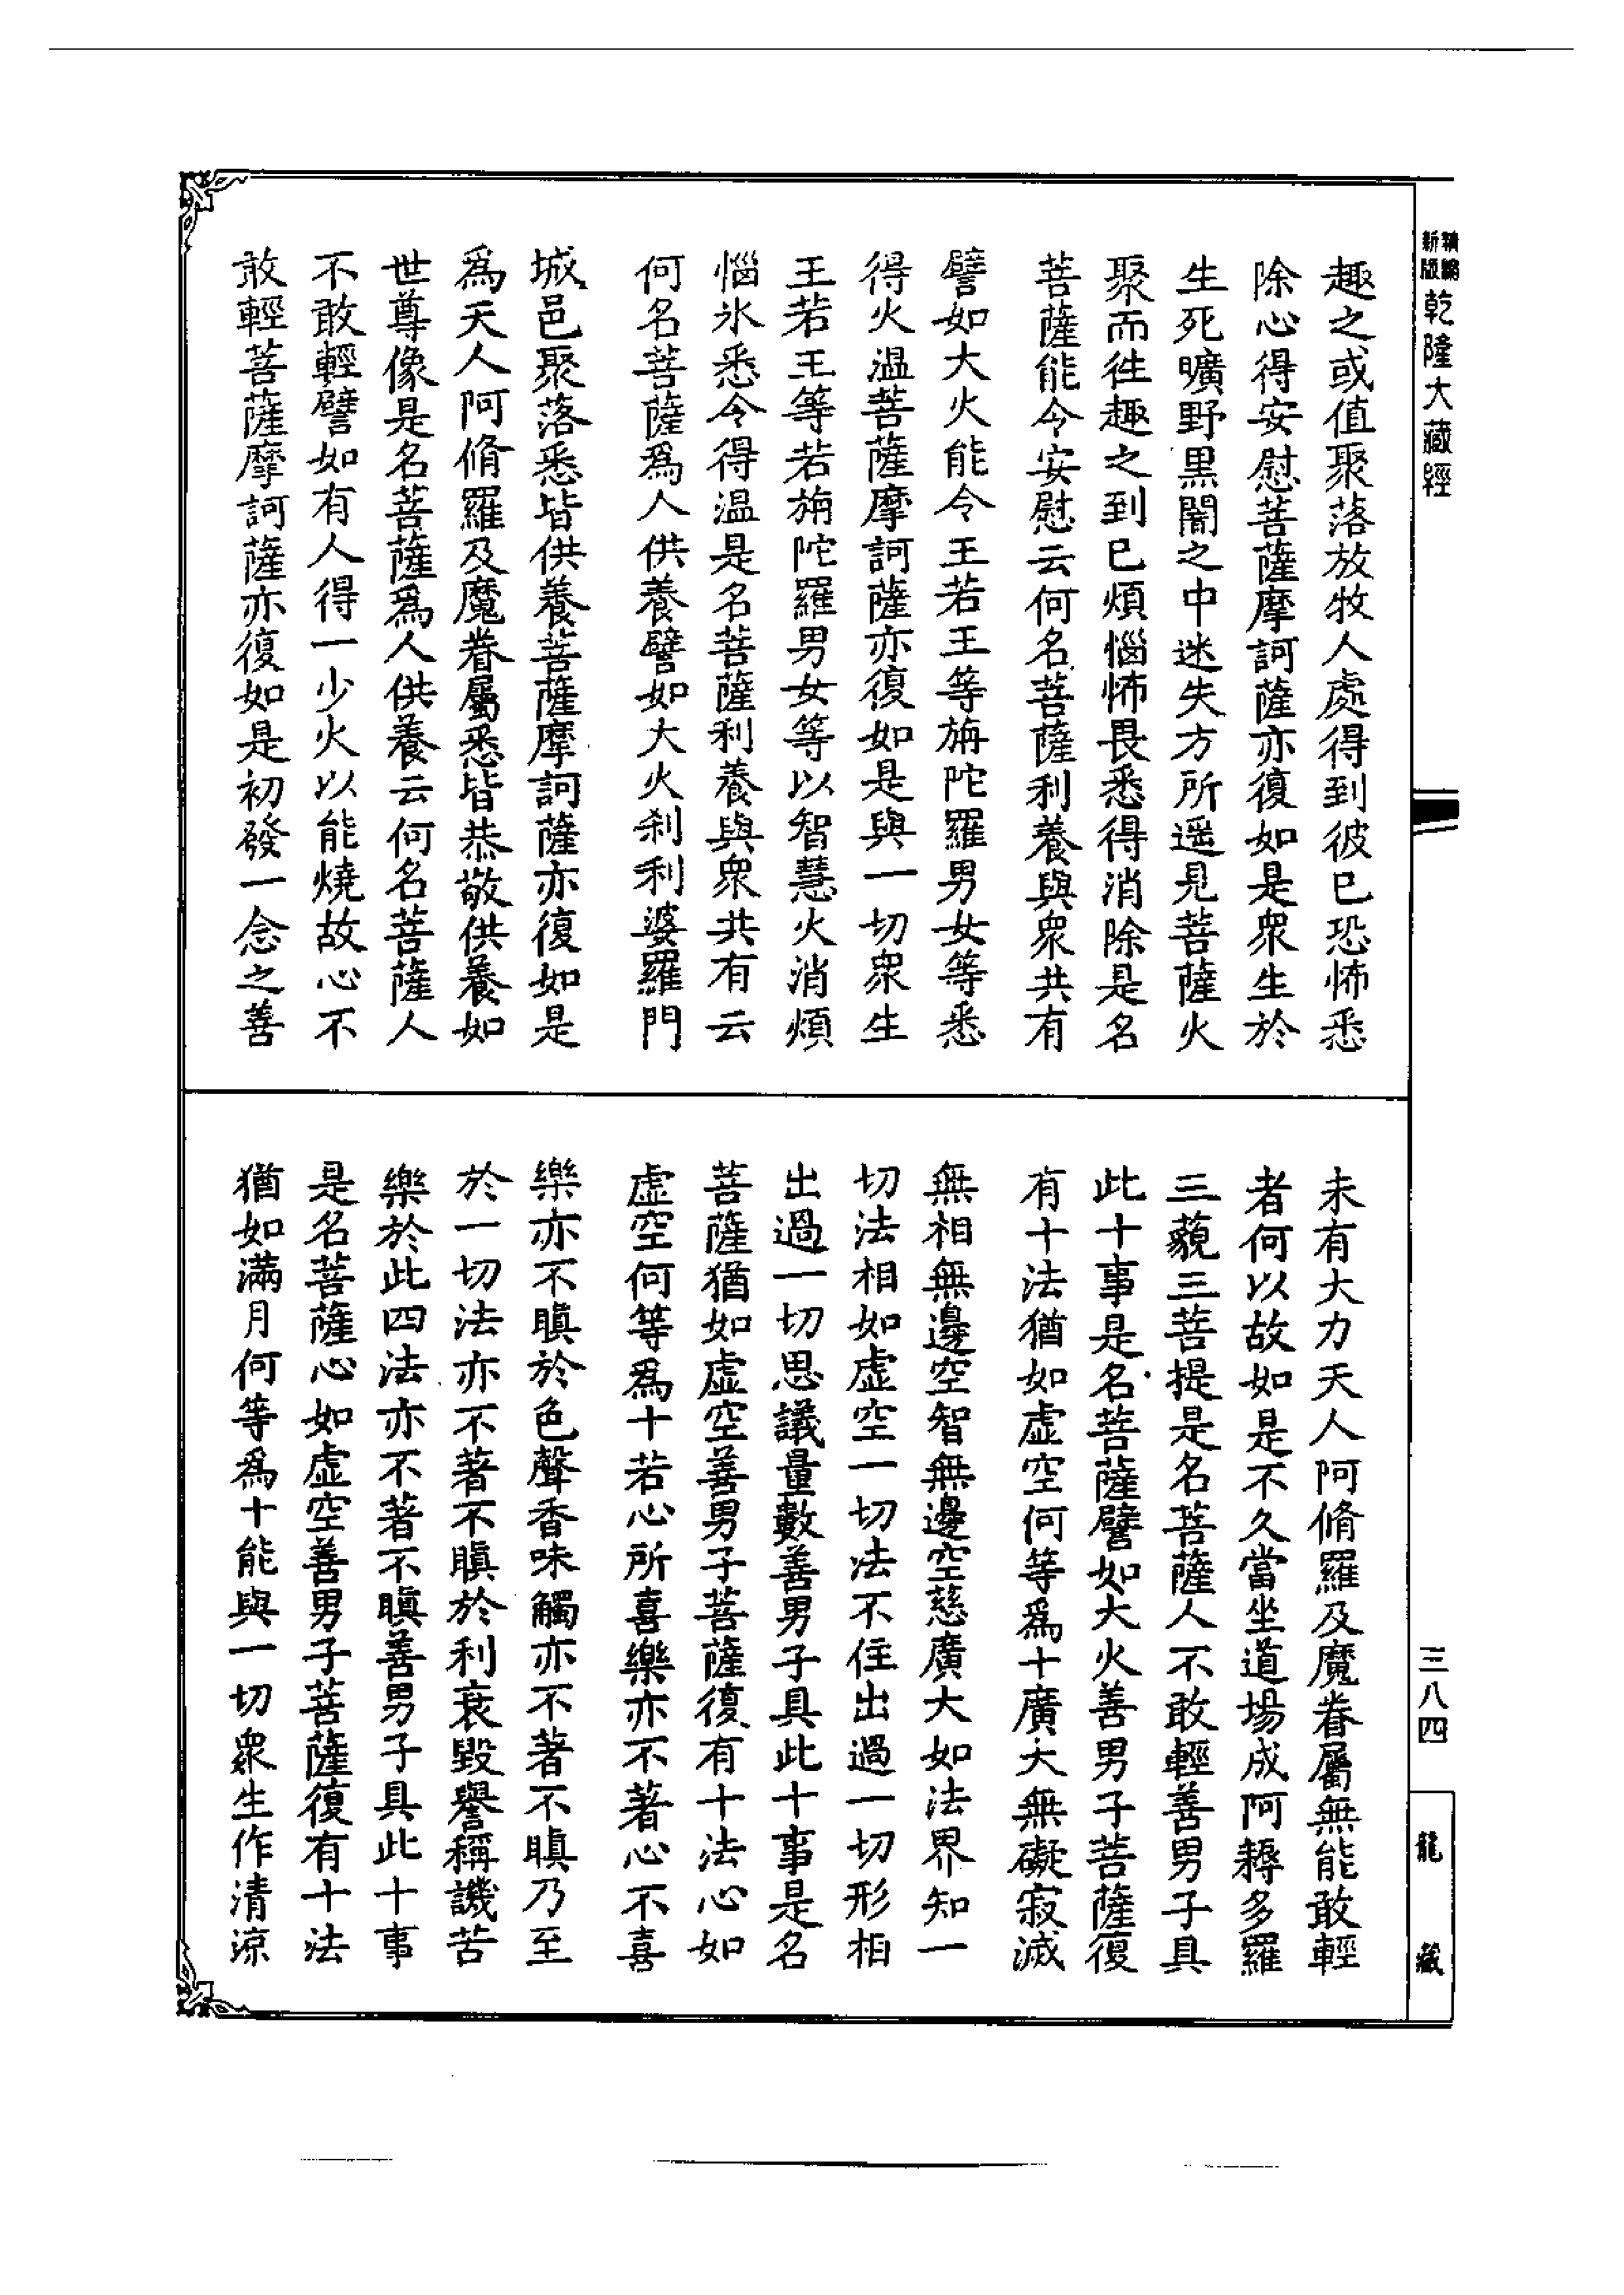 新版
精編
乾隆大藏經
趣之或值聚落放牧人處得到彼已恐怖悉
除心得安慰菩薩摩訶薩亦復如是衆生於
生死曠野黑闇之中迷失方所遥見菩薩火
聚而徃趣之到已煩惱怖畏悉得消除是名
菩薩能令安慰云何名菩薩利養與衆共有
譬如大火能令王若王等旃陀羅男女等悉
得火温菩薩摩訶薩亦復如是與一切衆生
王若王等若旃陀羅男女等以智慧火消煩
惱氷悉令得温是名菩薩利養與衆共有云
何名菩薩爲人供養譬如大火刹利婆羅門
城邑聚落悉皆供養菩薩摩訶薩亦復如是
爲天人阿脩羅及魔眷屬悉皆恭敬供養如
世尊像是名菩薩爲人供養云何名菩薩人
不敢輕譬如有人得一少火以能燒故心不
敢輕菩薩摩訶薩亦復如是初發一念之善
未有大力天人阿脩羅及魔眷屬無能敢輕
者何以故如是不久當坐道場成阿耨多羅
三藐三菩提是名菩薩人不敢輕善男子具
此十事是名菩薩譬如大火善男子菩薩復
有十法猶如虚空何等爲十廣大無礙寂滅
無相無邊空智無邊空慈廣大如法界知一
切法相如虚空一切法不住出過一切形相
出過一切思議量數善男子具此十事是名
菩薩猶如虚空善男子菩薩復有十法心如
虚空何等爲十若心所喜樂亦不著心不喜
樂亦不瞋於色聲香味觸亦不著不瞋乃至
於一切法亦不著不瞋於利衰毀譽稱譏苦
樂於此四法亦不著不瞋善男子具此十事
是名菩薩心如虚空善男子菩薩復有十法
猶如滿月何等爲十能與一切衆生作清涼
三八四
龍藏